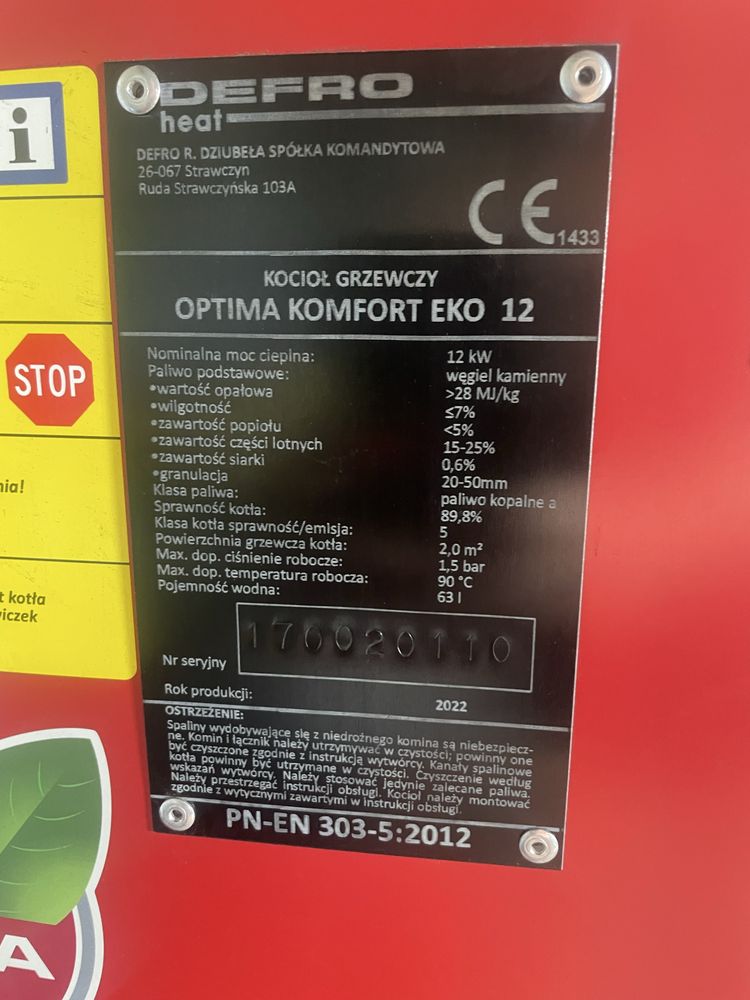 DEFRO
heat
DEFRO R. DZIUBEŁA SPÓŁKA KOMANDYTOWA
26-067 Strawczyn
Ruda Strawczyńska 103A
CE 1433
i
KOCIOŁ GRZEWCZY
OPTIMA KOMFORT EKO 12
STOP
Nominalna moc cieplna: 12 kW
Paliwo podstawowe: węgiel kamienny
•wartość opałowa >28 MJ/kg
•wilgotność ≤7%
•zawartość popiołu <5%
•zawartość części lotnych 15-25%
•zawartość siarki 0,6%
•granulacja 20-50mm
Klasa paliwa: paliwo kopalne a
Sprawność kotła: 89,8%
Klasa kotła sprawność/emisja: 5
Powierzchnia grzewcza kotła: 2,0 m²
Max. dop. ciśnienie robocze: 1,5 bar
Max. dop. temperatura robocza: 90 °C
Pojemność wodna: 63 l
nia!
t kotła
wiczek
Nr seryjny 170020110
Rok produkcji: 2022
OSTRZEŻENIE:
Spaliny wydobywające się z niedrożnego komina są niebezpiecz-
ne. Komin i łącznik należy utrzymywać w czystości; powinny one
być czyszczone zgodnie z instrukcją wytwórcy. Kanały spalinowe
kotła powinny być utrzymane w czystości. Czyszczenie według
wskazań wytwórcy. Należy stosować jedynie zalecane paliwa.
Należy przestrzegać instrukcji obsługi. Kocioł należy montować
zgodnie z wytycznymi zawartymi w instrukcji obsługi.
PN-EN 303-5:2012
A